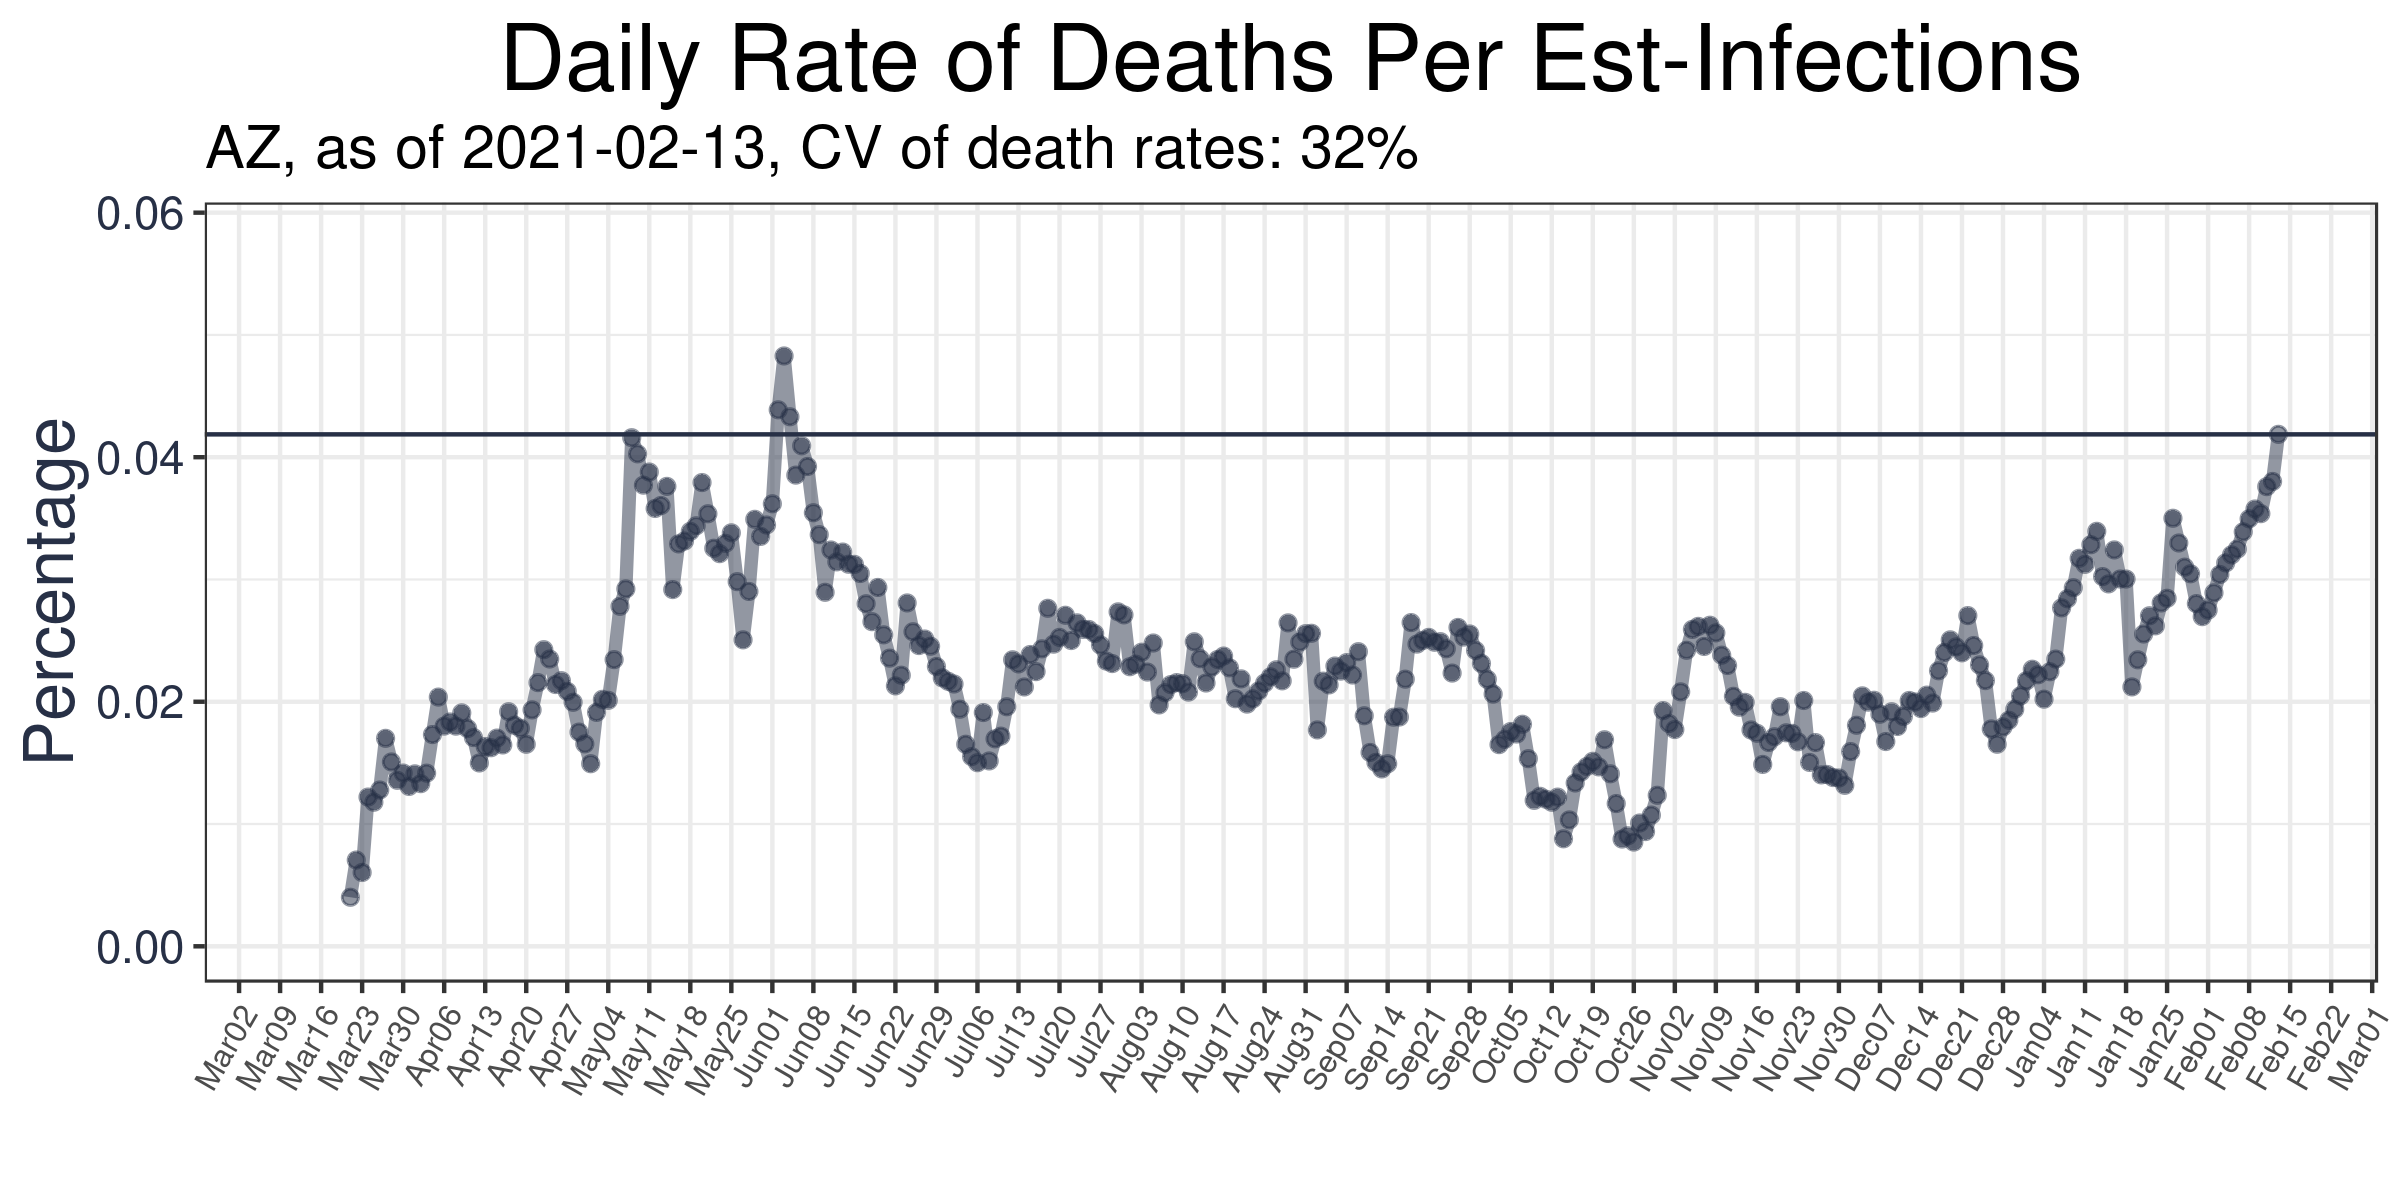 Daily Rate of Deaths Per Est-Infections
AZ, as of 2021-02-13, CV of death rates: 32%
Percentage
0.06
0.04
0.02
0.00
Mar02 Mar09 Mar16 Mar23 Mar30 Apr06 Apr13 Apr20 Apr27 May04 May11 May18 May25 Jun01 Jun08 Jun15 Jun22 Jun29 Jul06 Jul13 Jul20 Jul27 Aug03 Aug10 Aug17 Aug24 Aug31 Sep07 Sep14 Sep21 Sep28 Oct05 Oct12 Oct19 Oct26 Nov02 Nov09 Nov16 Nov23 Nov30 Dec07 Dec14 Dec21 Dec28 Jan04 Jan11 Jan18 Jan25 Feb01 Feb08 Feb15 Feb22 Mar01